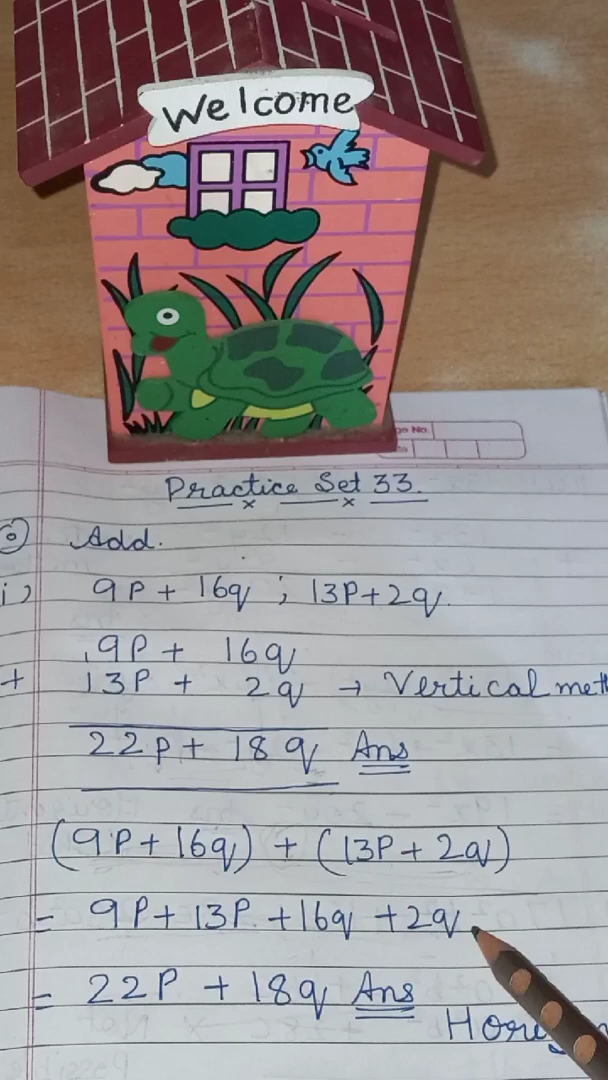 Welcome
Practice Set 33.
Add.
i) 9P + 16q ; 13P+2q.
9P + 16q
+ 13P + 2q → Vertical meth
22P + 18q Ans
(9P + 16q) + (13P + 2q)
= 9P + 13P + 16q + 2q
= 22P + 18q Ans